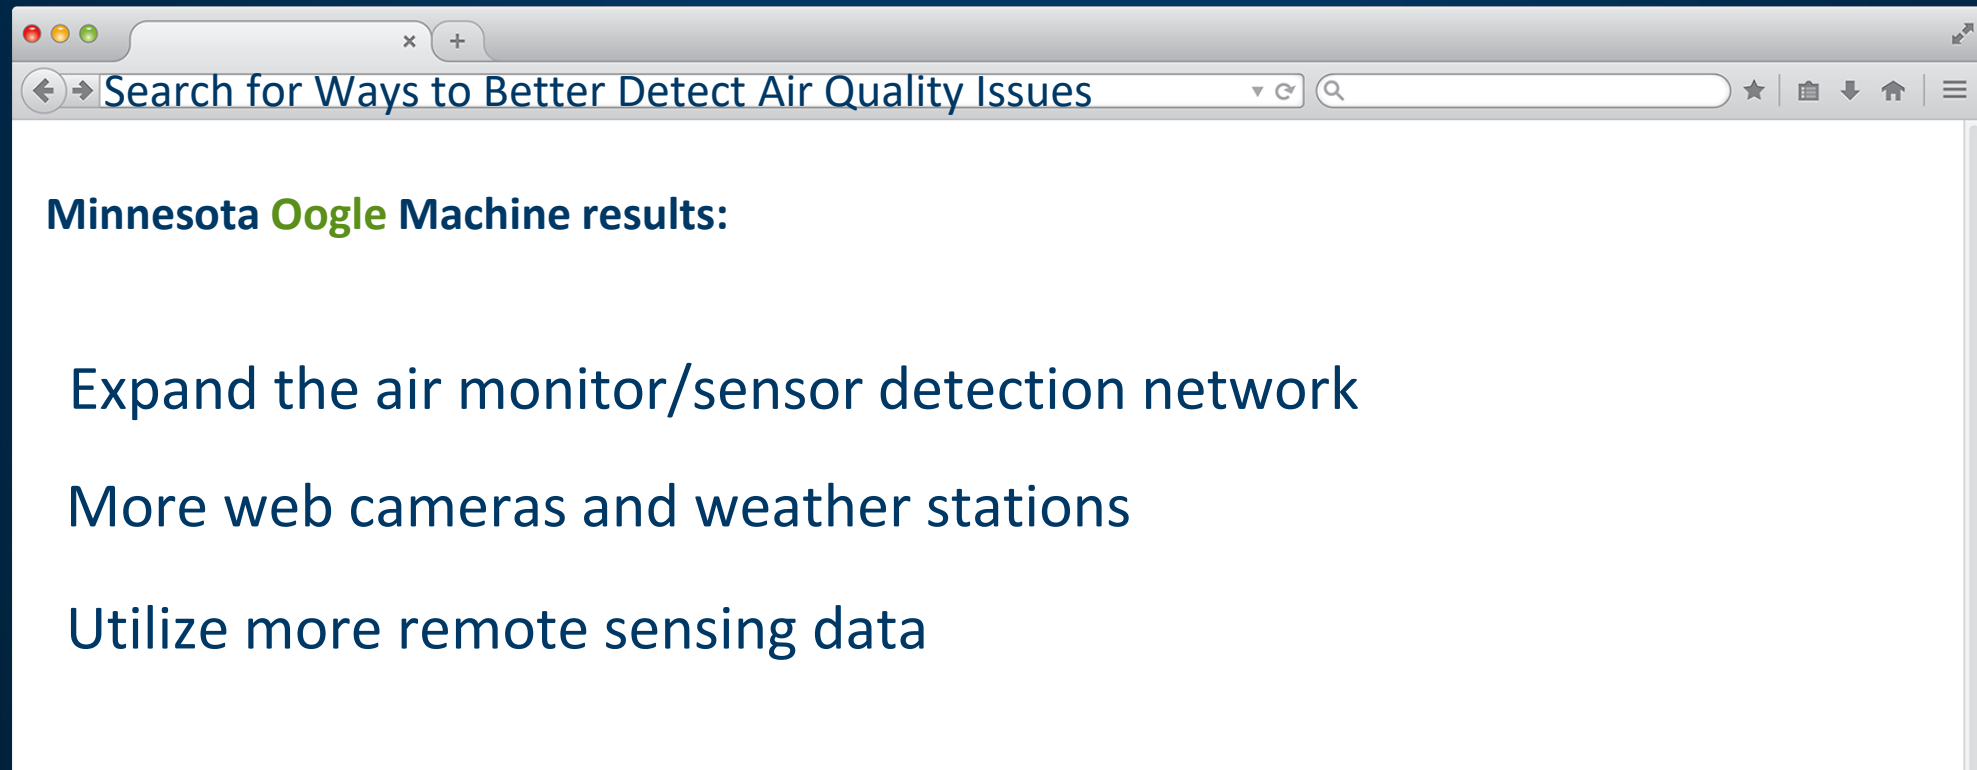 Search for Ways to Better Detect Air Quality Issues
Minnesota Oogle Machine results:
Expand the air monitor/sensor detection network
More web cameras and weather stations
Utilize more remote sensing data